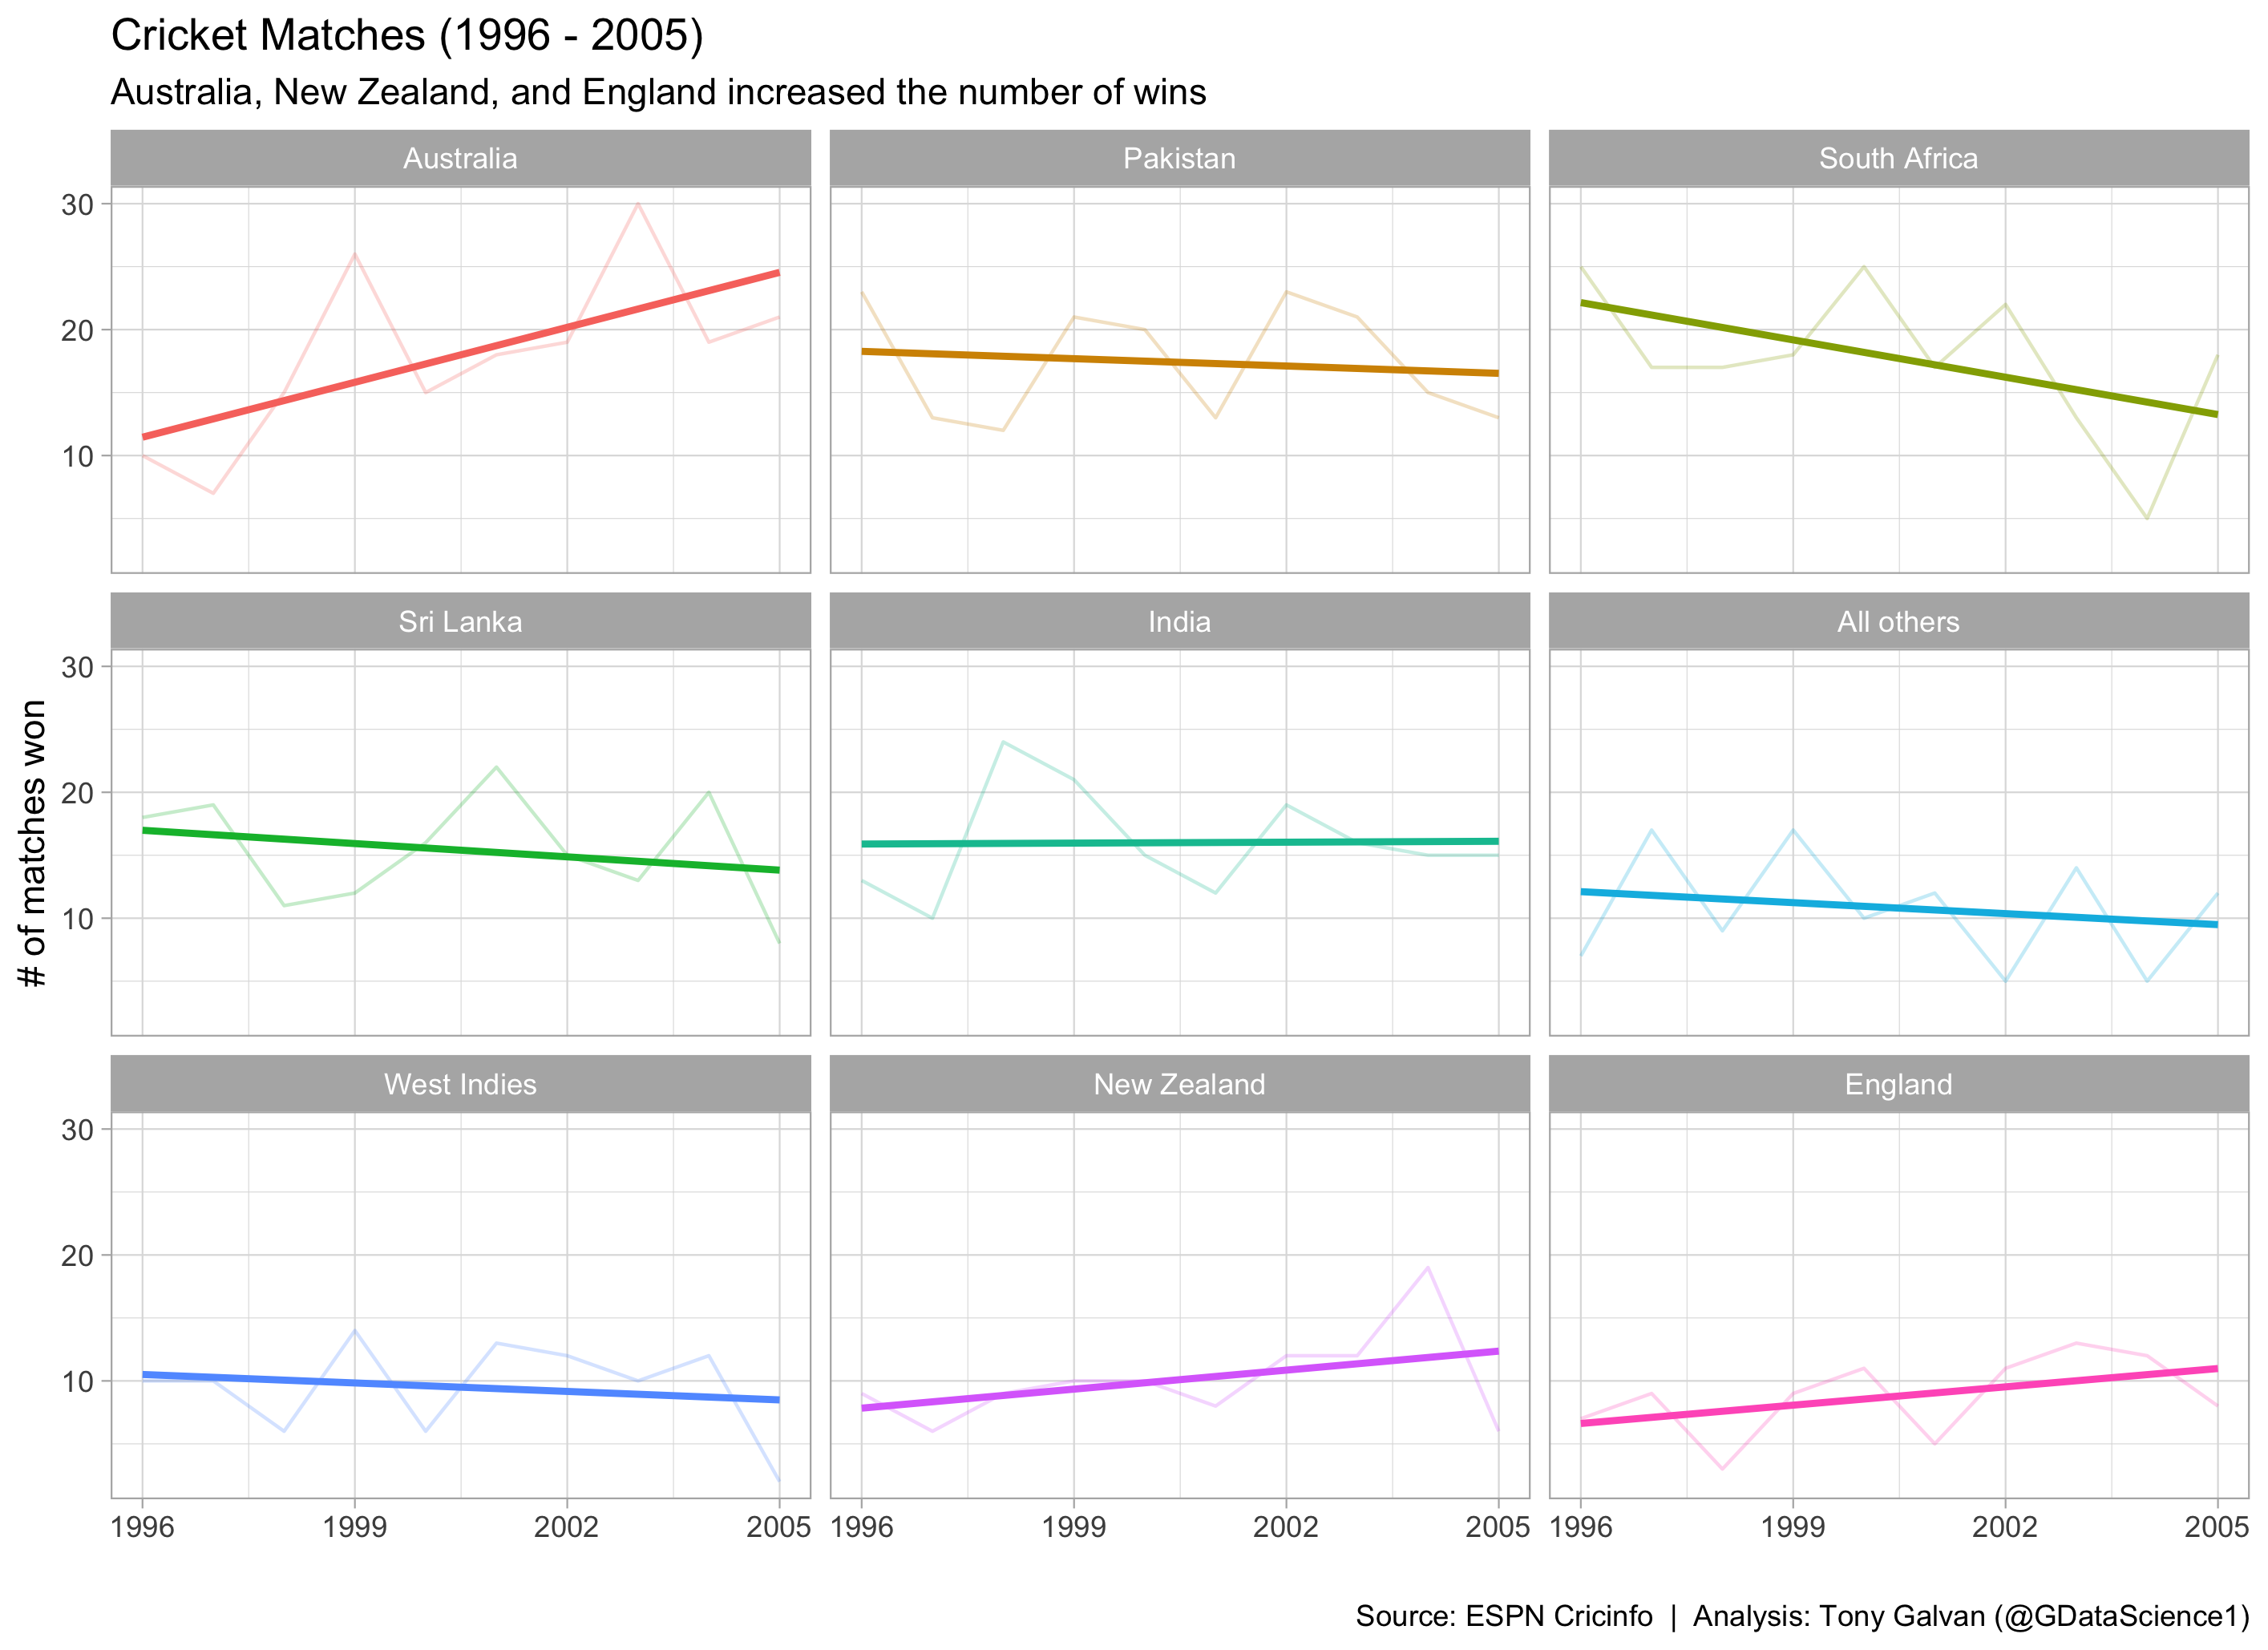 Cricket Matches (1996 - 2005)
Australia, New Zealand, and England increased the number of wins
Australia
Pakistan
South Africa
30
20
10
Sri Lanka
India
All others
30
20
10
# of matches won
West Indies
New Zealand
England
30
20
10
1996 1999 2002 2005
1996 1999 2002 2005
1996 1999 2002 2005
Source: ESPN Cricinfo | Analysis: Tony Galvan (@GDataScience1)